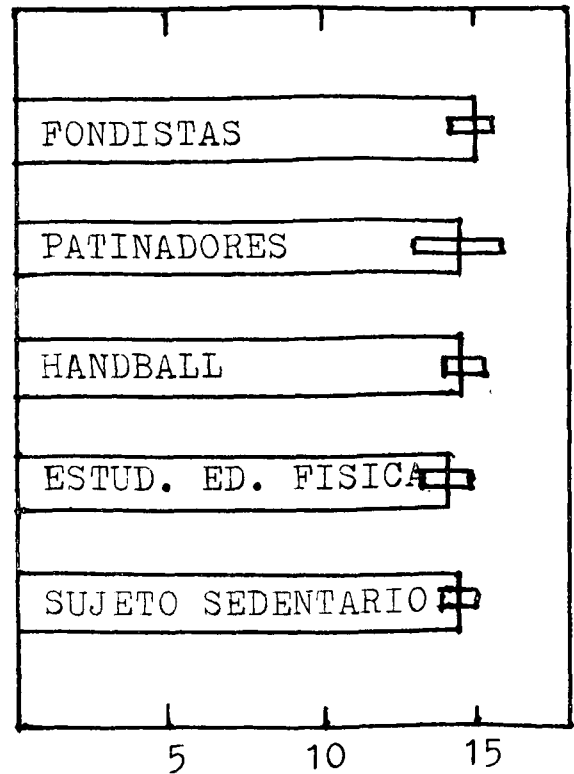 FONDISTAS
PATINADORES
HANDBALL
ESTUD. ED. FISICA
SUJETO SEDENTARIO
5 10 15